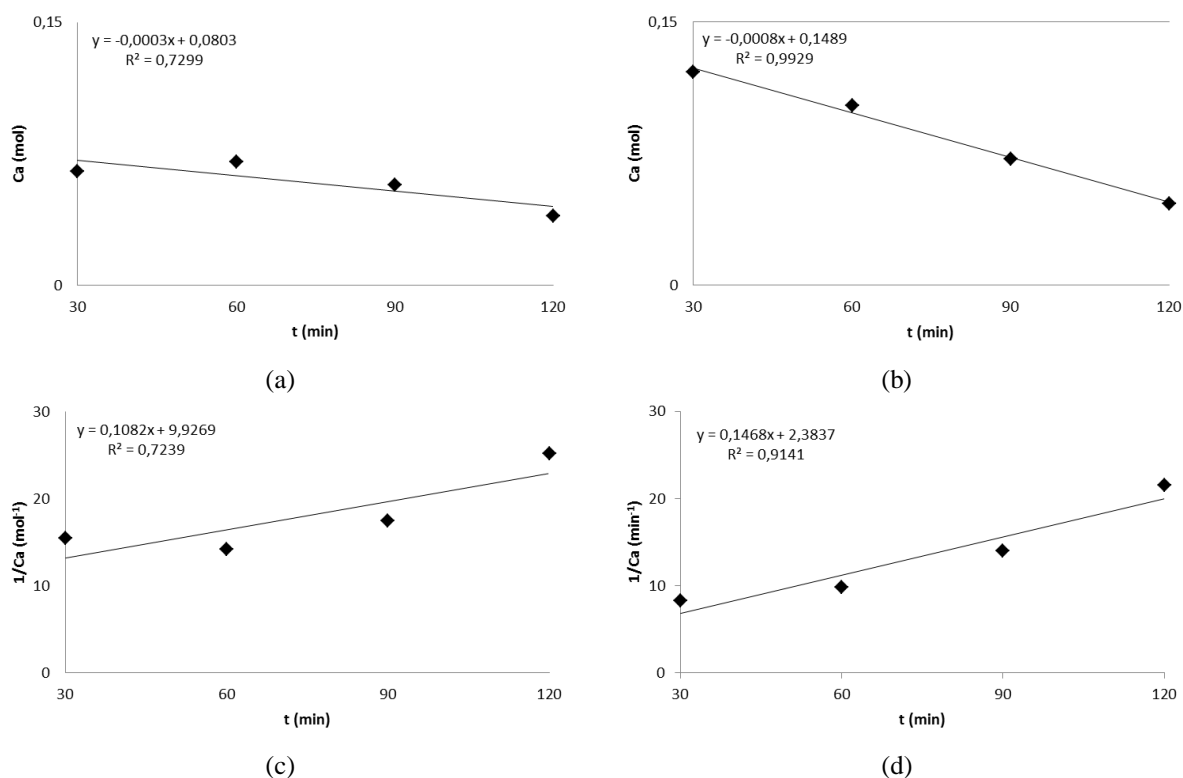 0,15
y = -0,0003x + 0,0803
R² = 0,7299
Ca (mol)
0
30 60 90 120
t (min)
(a)
0,15
y = -0,0008x + 0,1489
R² = 0,9929
Ca (mol)
0
30 60 90 120
t (min)
(b)
30
y = 0,1082x + 9,9269
R² = 0,7239
20
1/Ca (mol⁻¹)
10
0
30 60 90 120
t (min)
(c)
30
y = 0,1468x + 2,3837
R² = 0,9141
20
1/Ca (min⁻¹)
10
0
30 60 90 120
t (min)
(d)